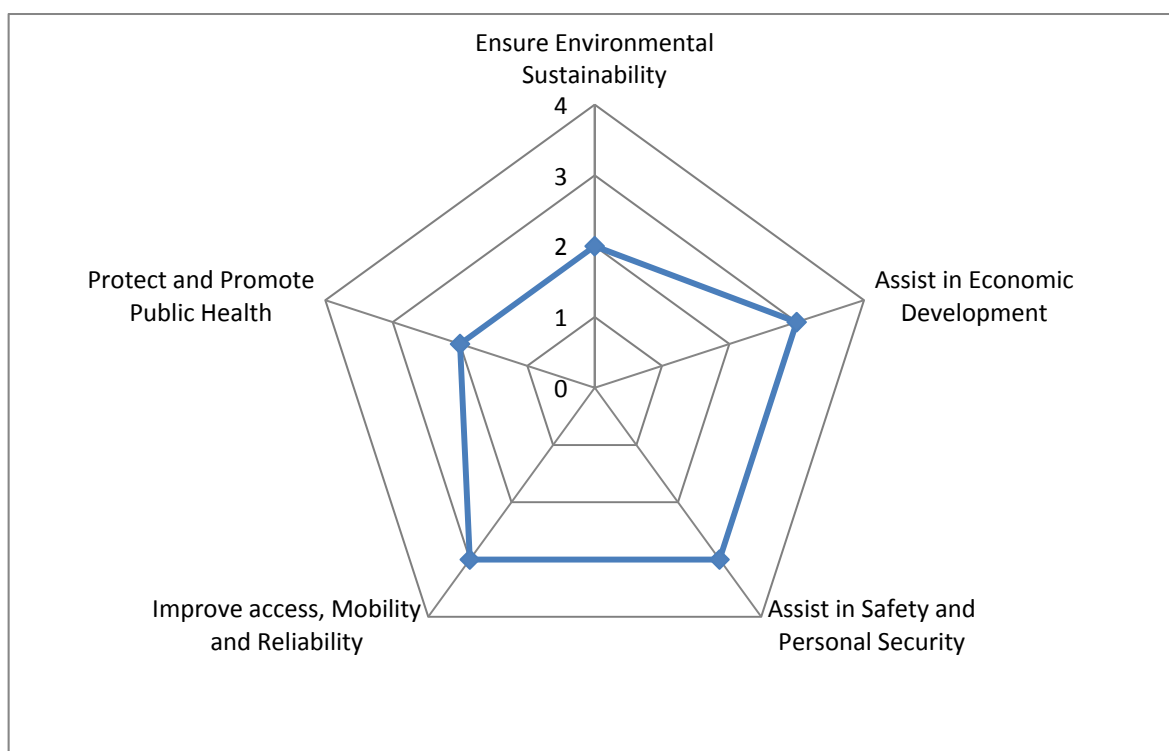 Ensure Environmental
Sustainability
4
3
2
1
0
Assist in Economic
Development
Assist in Safety and
Personal Security
Improve access, Mobility
and Reliability
Protect and Promote
Public Health